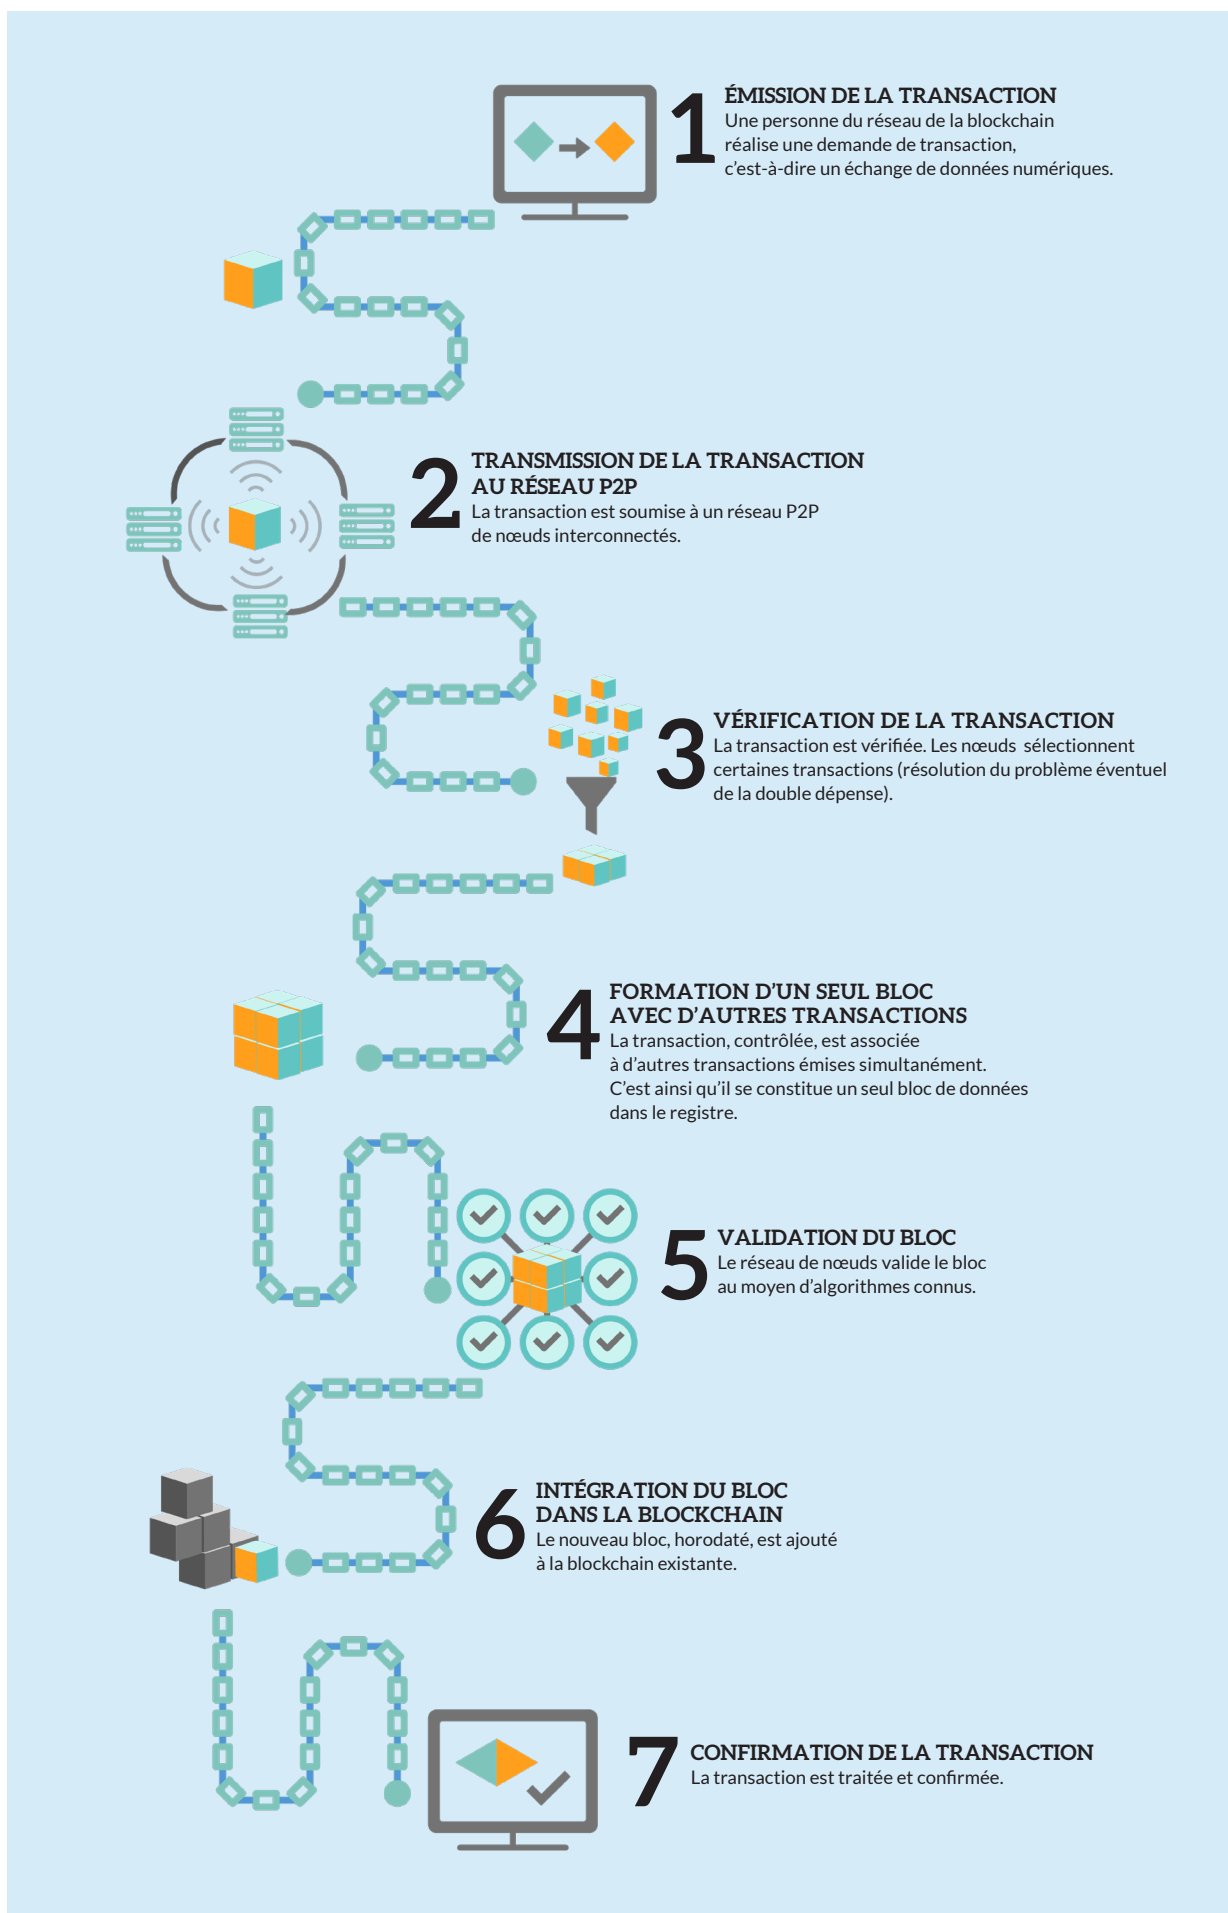 1
ÉMISSION DE LA TRANSACTION
Une personne du réseau de la blockchain
réalise une demande de transaction,
c’est-à-dire un échange de données numériques.
2
TRANSMISSION DE LA TRANSACTION
AU RÉSEAU P2P
La transaction est soumise à un réseau P2P
de nœuds interconnectés.
3
VÉRIFICATION DE LA TRANSACTION
La transaction est vérifiée. Les nœuds sélectionnent
certaines transactions (résolution du problème éventuel
de la double dépense).
4
FORMATION D’UN SEUL BLOC
AVEC D’AUTRES TRANSACTIONS
La transaction, contrôlée, est associée
à d’autres transactions émises simultanément.
C’est ainsi qu’il se constitue un seul bloc de données
dans le registre.
5
VALIDATION DU BLOC
Le réseau de nœuds valide le bloc
au moyen d’algorithmes connus.
6
INTÉGRATION DU BLOC
DANS LA BLOCKCHAIN
Le nouveau bloc, horodaté, est ajouté
à la blockchain existante.
7
CONFIRMATION DE LA TRANSACTION
La transaction est traitée et confirmée.